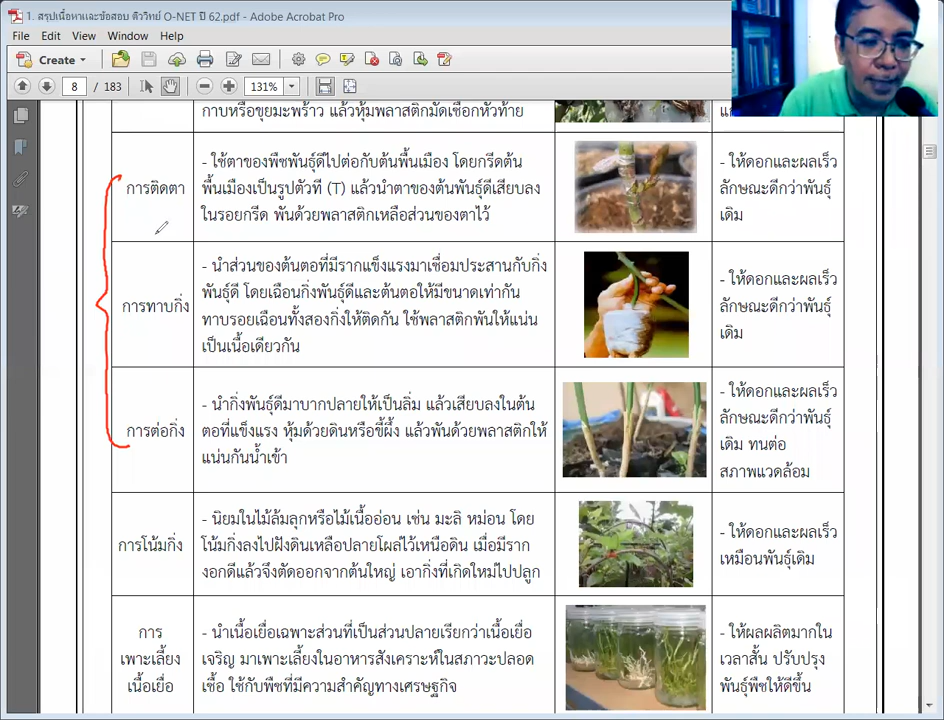 1. สรุปเนื้อหาและข้อสอบ ติววิทย์ O-NET ปี 62.pdf - Adobe Acrobat Pro
File Edit View Window Help
Create
8 / 183 131%
กาบหรือขุยมะพร้าว แล้วหุ้มพลาสติกมัดเชือกหัวท้าย
การติดตา
- ใช้ตาของพืชพันธุ์ดีไปต่อกับต้นพื้นเมือง โดยกรีดต้น
พื้นเมืองเป็นรูปตัวที (T) แล้วนำตาของต้นพันธุ์ดีเสียบลง
ในรอยกรีด พันด้วยพลาสติกเหลือส่วนของตาไว้
- ให้ดอกและผลเร็ว
ลักษณะดีกว่าพันธุ์
เดิม
การทาบกิ่ง
- นำส่วนของต้นตอที่มีรากแข็งแรงมาเชื่อมประสานกับกิ่ง
พันธุ์ดี โดยเฉือนกิ่งพันธุ์ดีและต้นตอให้มีขนาดเท่ากัน
ทาบรอยเฉือนทั้งสองกิ่งให้ติดกัน ใช้พลาสติกพันให้แน่น
เป็นเนื้อเดียวกัน
- ให้ดอกและผลเร็ว
ลักษณะดีกว่าพันธุ์
เดิม
การต่อกิ่ง
- นำกิ่งพันธุ์ดีมาบากปลายให้เป็นลิ่ม แล้วเสียบลงในต้น
ตอที่แข็งแรง หุ้มด้วยดินหรือขี้ผึ้ง แล้วพันด้วยพลาสติกให้
แน่นกันน้ำเข้า
- ให้ดอกและผลเร็ว
ลักษณะดีกว่าพันธุ์
เดิม ทนต่อ
สภาพแวดล้อม
การโน้มกิ่ง
- นิยมในไม้ล้มลุกหรือไม้เนื้ออ่อน เช่น มะลิ หม่อน โดย
โน้มกิ่งลงไปฝังดินเหลือปลายโผล่ไว้เหนือดิน เมื่อมีราก
งอกดีแล้วจึงตัดออกจากต้นใหญ่ เอากิ่งที่เกิดใหม่ไปปลูก
- ให้ดอกและผลเร็ว
เหมือนพันธุ์เดิม
การ
เพาะเลี้ยง
เนื้อเยื่อ
- นำเนื้อเยื่อเฉพาะส่วนที่เป็นส่วนปลายเรียกว่าเนื้อเยื่อ
เจริญ มาเพาะเลี้ยงในอาหารสังเคราะห์ในสภาวะปลอด
เชื้อ ใช้กับพืชที่มีความสำคัญทางเศรษฐกิจ
- ให้ผลผลิตมากใน
เวลาสั้น ปรับปรุง
พันธุ์พืชให้ดีขึ้น